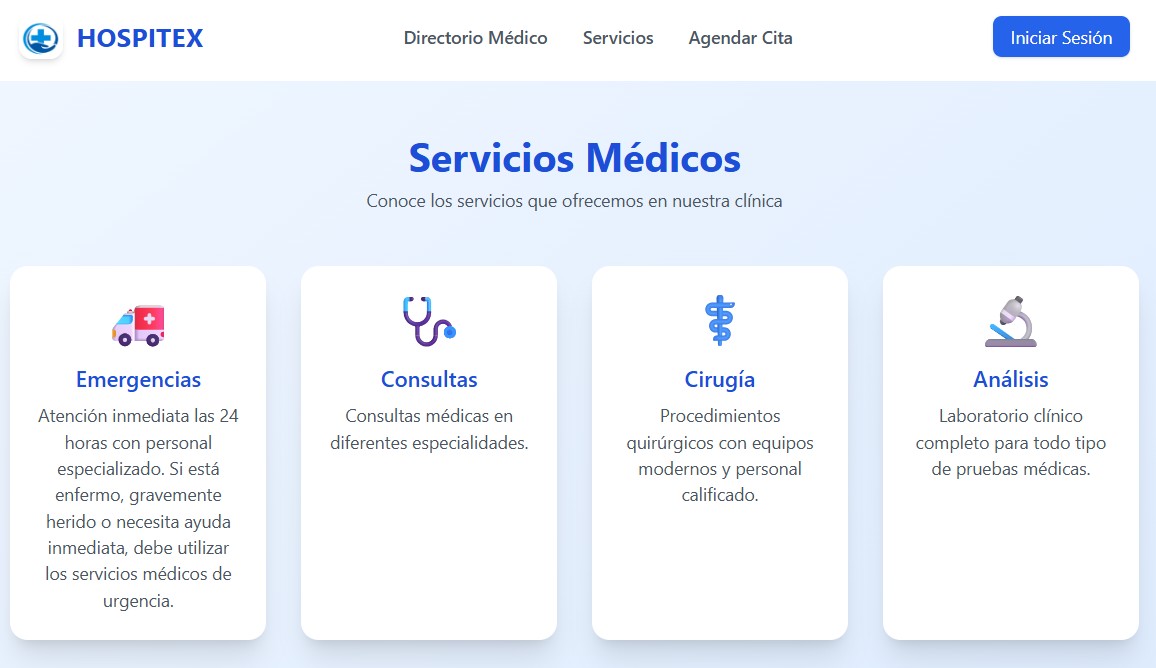 HOSPITEX
Directorio Médico
Servicios
Agendar Cita
Iniciar Sesión
Servicios Médicos
Conoce los servicios que ofrecemos en nuestra clínica
Emergencias
Atención inmediata las 24
horas con personal
especializado. Si está
enfermo, gravemente
herido o necesita ayuda
inmediata, debe utilizar
los servicios médicos de
urgencia.
Consultas
Consultas médicas en
diferentes especialidades.
Cirugía
Procedimientos
quirúrgicos con equipos
modernos y personal
calificado.
Análisis
Laboratorio clínico
completo para todo tipo
de pruebas médicas.